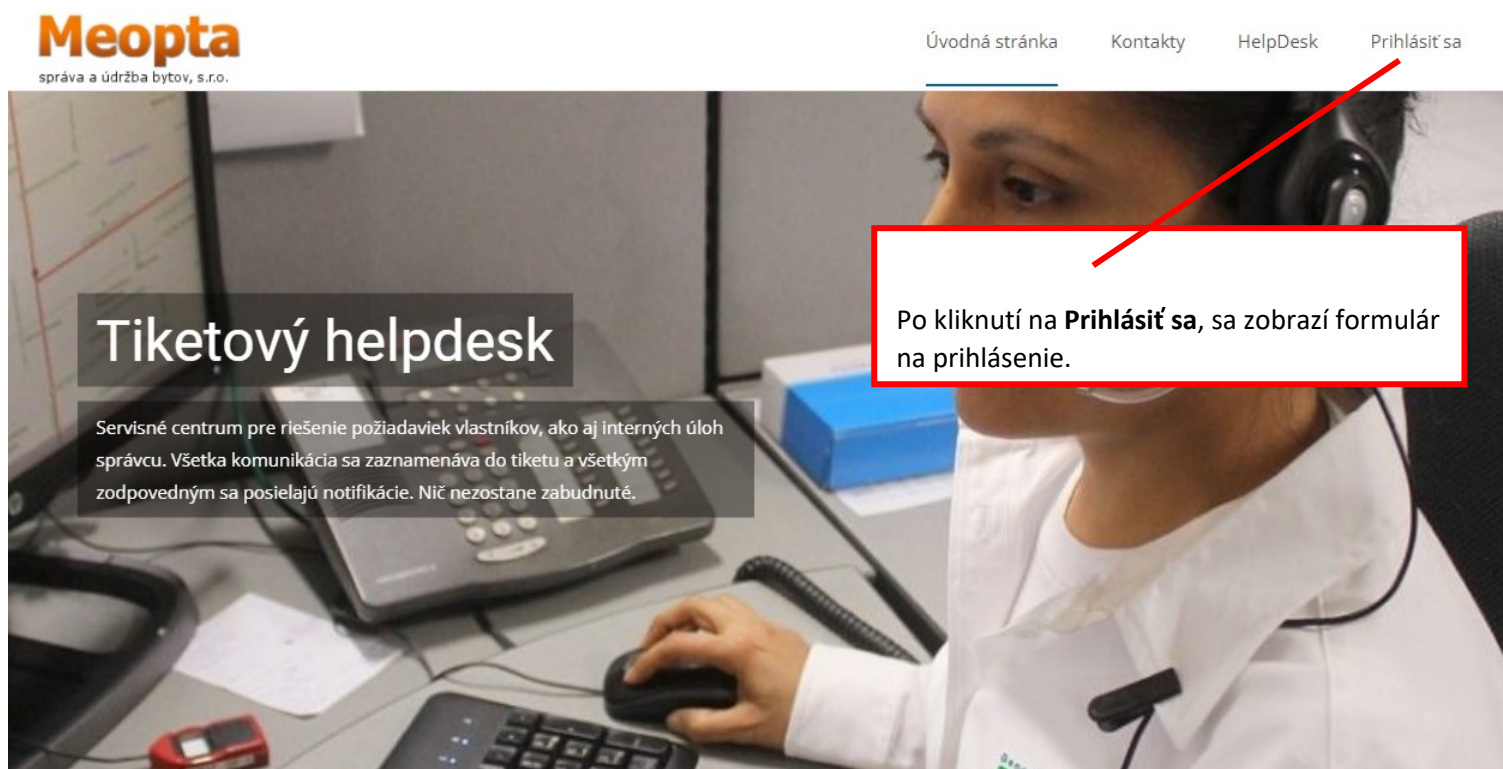 Meopta
správa a údržba bytov, s.r.o.
Úvodná stránka
Kontakty
HelpDesk
Prihlásiť sa
Po kliknutí na Prihlásiť sa, sa zobrazí formulár
na prihlásenie.
Tiketový helpdesk
Servisné centrum pre riešenie požiadaviek vlastníkov, ako aj interných úloh
správcu. Všetka komunikácia sa zaznamenáva do tiketu a všetkým
zodpovedným sa posielajú notifikácie. Nič nezostane zabudnuté.